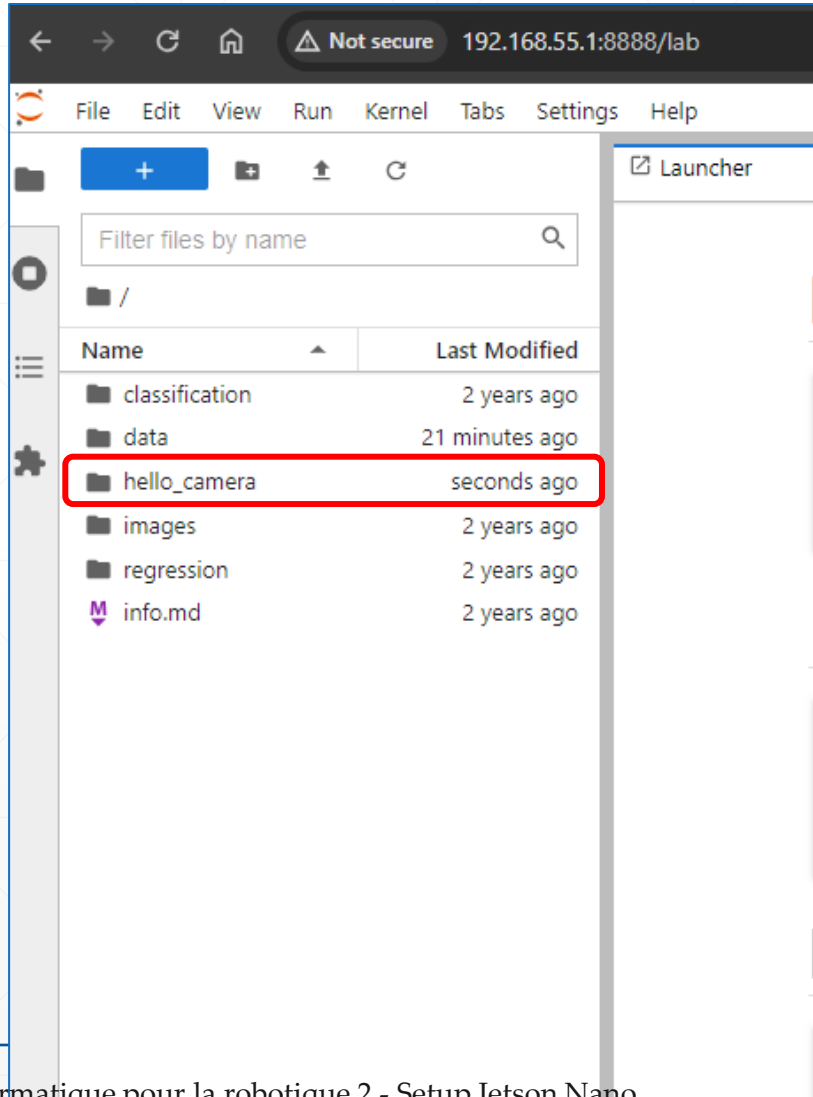 Not secure 192.168.55.1:8888/lab
File Edit View Run Kernel Tabs Settings Help
+
Launcher
Filter files by name
/
Name Last Modified
classification 2 years ago
data 21 minutes ago
hello_camera seconds ago
images 2 years ago
regression 2 years ago
M info.md 2 years ago
rmatique pour la robotique 2 - Setup Jetson Nano